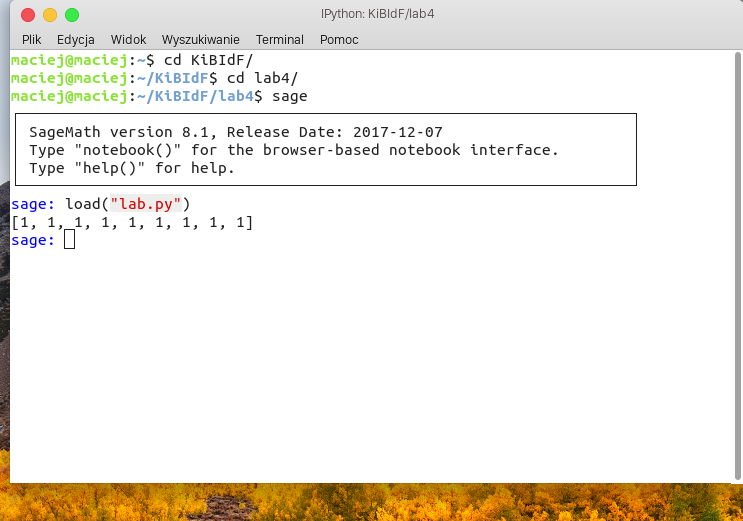 IPython: KiBIdF/lab4
Plik Edycja Widok Wyszukiwanie Terminal Pomoc
maciej@maciej:~$ cd KiBIdF/
maciej@maciej:~/KiBIdF$ cd lab4/
maciej@maciej:~/KiBIdF/lab4$ sage
SageMath version 8.1, Release Date: 2017-12-07
Type "notebook()" for the browser-based notebook interface.
Type "help()" for help.
sage: load("lab.py")
[1, 1, 1, 1, 1, 1, 1, 1, 1]
sage: